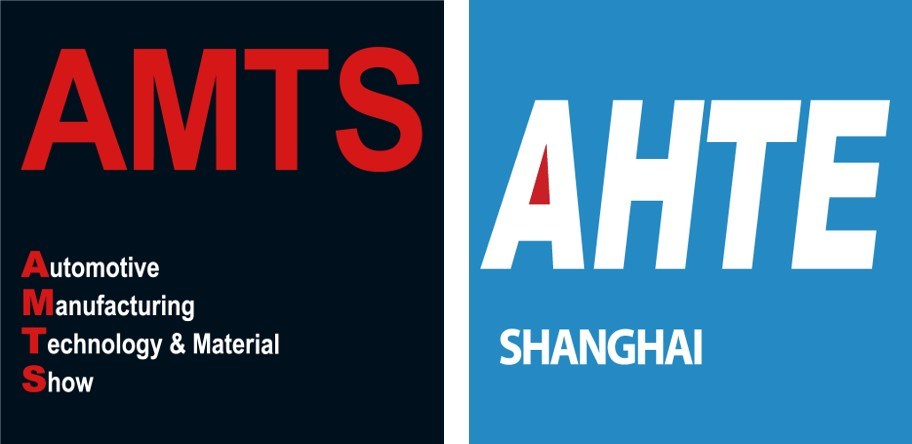 AMTS
Automotive
Manufacturing
Technology & Material
Show
AHTE
SHANGHAI